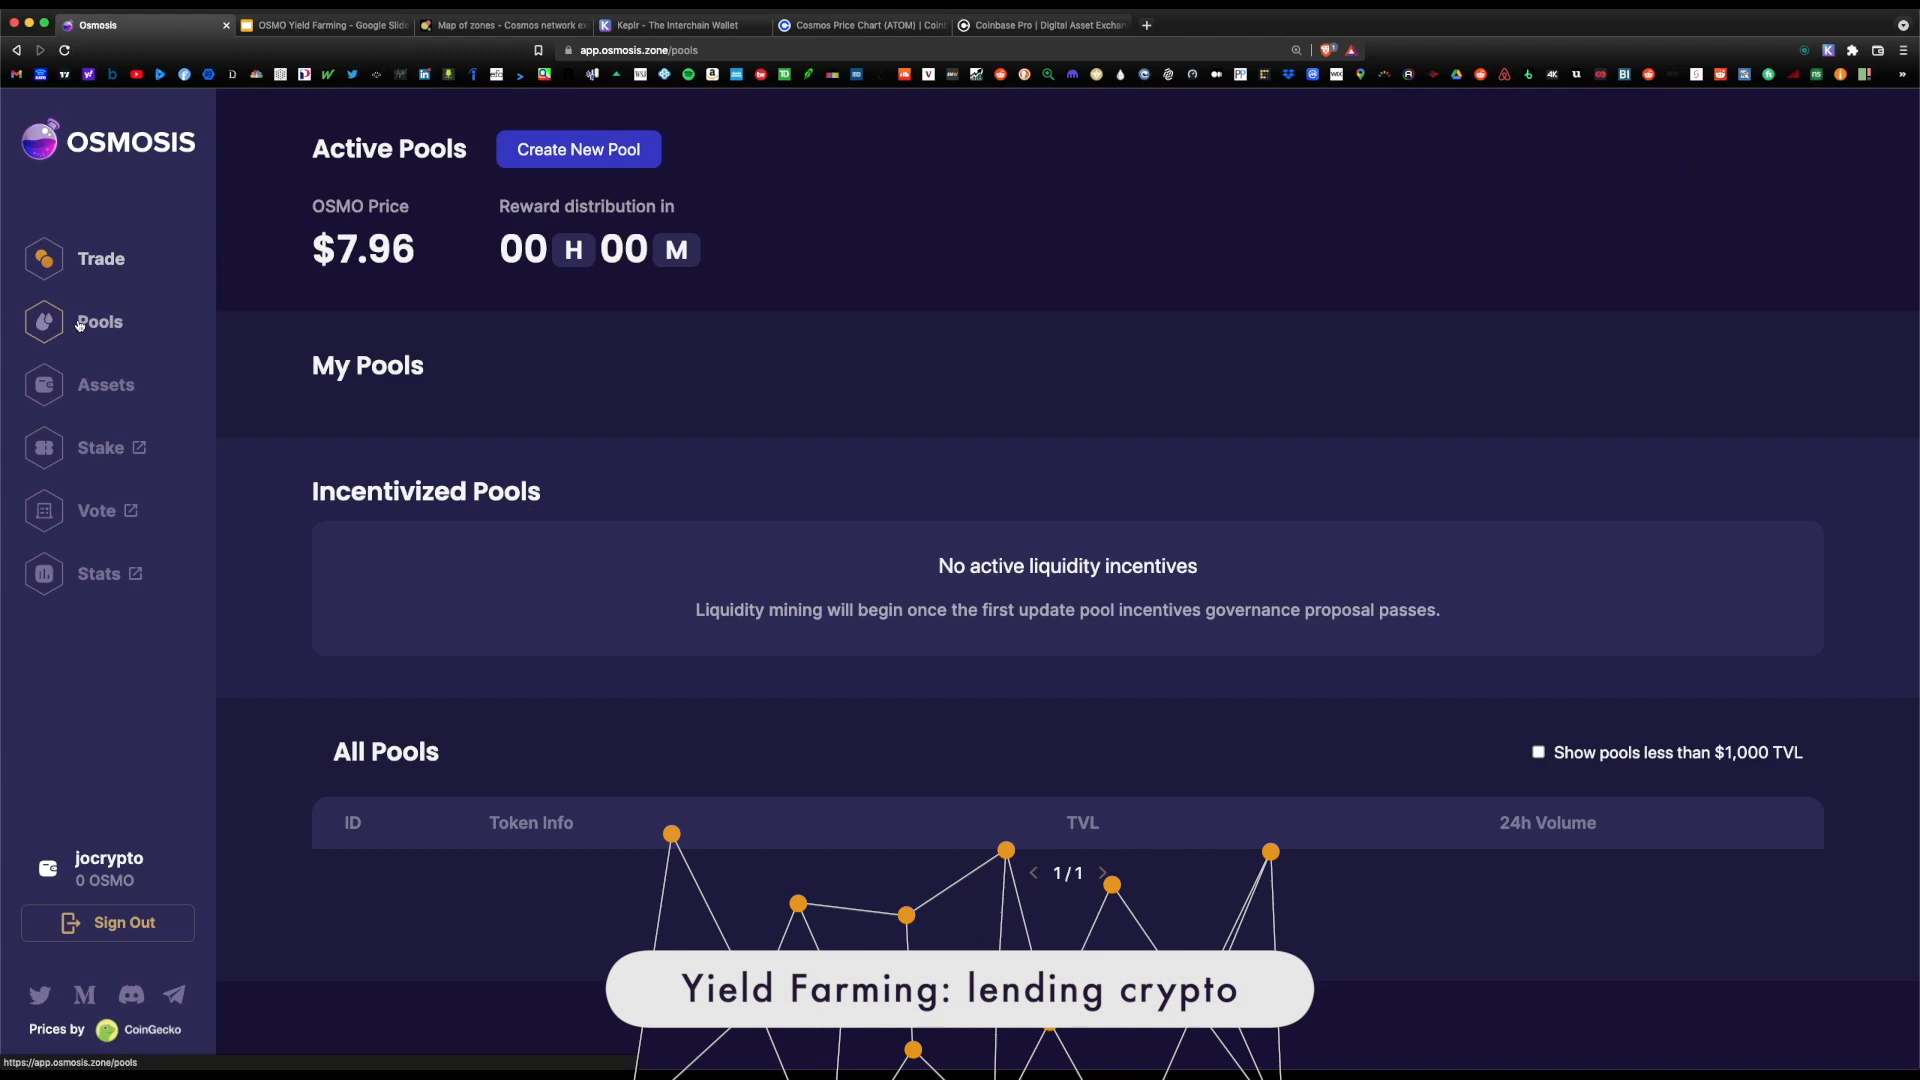 Osmosis
OSMO Yield Farming - Google Slide
Map of zones - Cosmos network ex
Keplr - The Interchain Wallet
Cosmos Price Chart (ATOM) | Coin
Coinbase Pro | Digital Asset Exchan
app.osmosis.zone/pools
OSMOSIS
Trade
Pools
Assets
Stake
Vote
Stats
jocrypto
0 OSMO
Sign Out
Prices by CoinGecko
https://app.osmosis.zone/pools
Active Pools
Create New Pool
OSMO Price
$7.96
Reward distribution in
00 H 00 M
My Pools
Incentivized Pools
No active liquidity incentives
Liquidity mining will begin once the first update pool incentives governance proposal passes.
All Pools
Show pools less than $1,000 TVL
ID Token Info TVL 24h Volume
1 / 1
Yield Farming: lending crypto